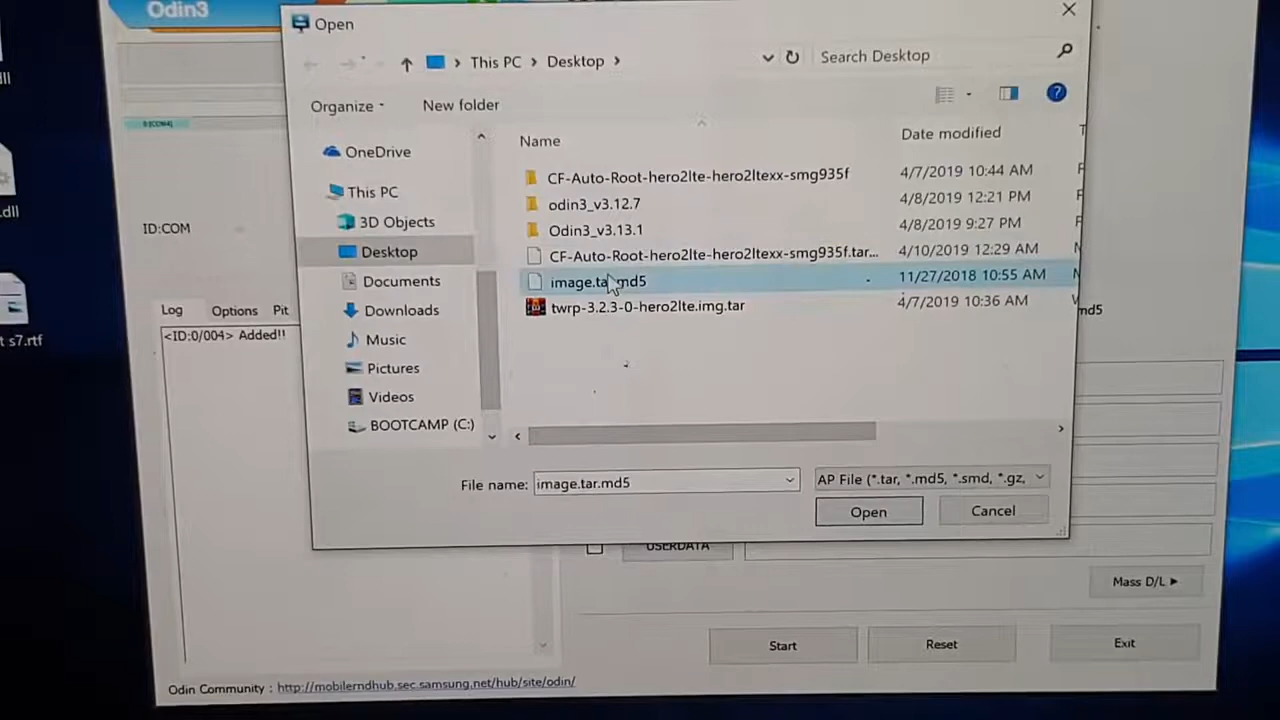 Odin3
Open
This PC
Desktop
Search Desktop
Organize
New folder
Name
Date modified
OneDrive
This PC
3D Objects
Desktop
Documents
Downloads
Music
Pictures
Videos
BOOTCAMP (C:)
CF-Auto-Root-hero2lte-hero2ltexx-smg935f 4/7/2019 10:44 AM
odin3_v3.12.7 4/8/2019 12:21 PM
Odin3_v3.13.1 4/8/2019 9:27 PM
CF-Auto-Root-hero2lte-hero2ltexx-smg935f.tar... 4/10/2019 12:29 AM
image.tar.md5 11/27/2018 10:55 AM
twrp-3.2.3-0-hero2lte.img.tar 4/7/2019 10:36 AM
File name: image.tar.md5
AP File (*.tar, *.md5, *.smd, *.gz,
Open
Cancel
.dll
t s7.rtf
0:[COM4]
ID:COM
Log
Options
Pit
<ID:0/004> Added!!
md5
USERDATA
Mass D/L
Start
Reset
Exit
Odin Community : http://mobilerndhub.sec.samsung.net/hub/site/odin/